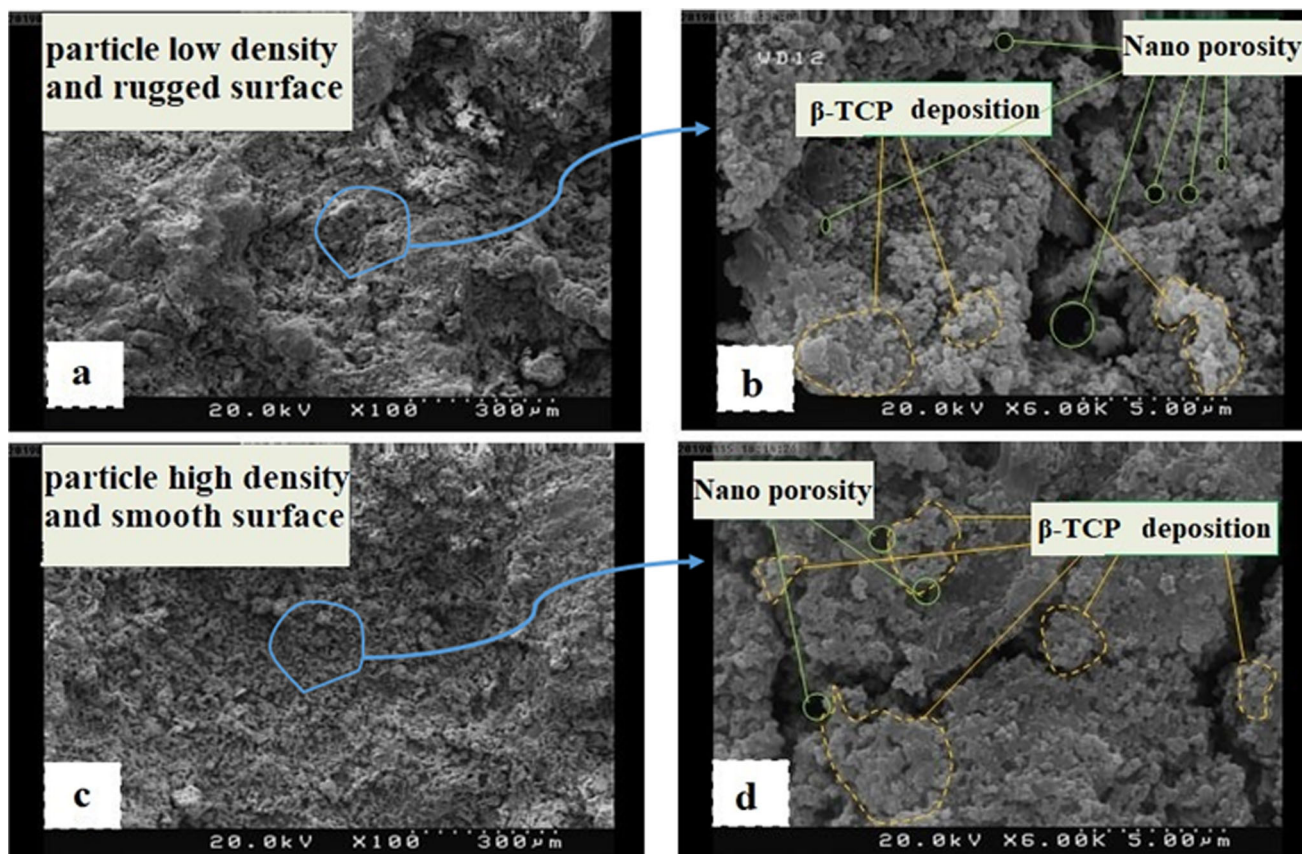 particle low density
and rugged surface
a
20.0kV X100 300μm
Nano porosity
WD12
β-TCP deposition
b
20.0kV X6.00K 5.00μm
particle high density
and smooth surface
c
20.0kV X100 300μm
Nano porosity
β-TCP deposition
d
20.0kV X6.00K 5.00μm